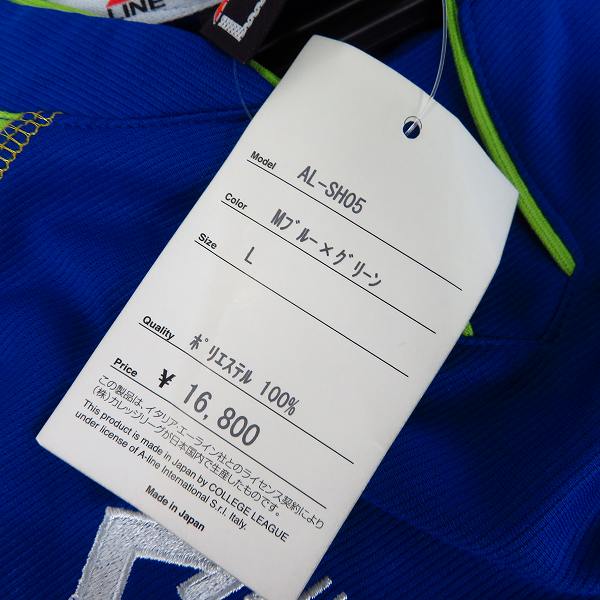 LINE
Model AL-SH05
Color Mブルー×グリーン
Size L
Quality ポリエステル 100%
Price ¥ 16,800
この製品は、イタリア・エーライン社とのライセンス契約により
(株)カレッジリーグが日本国内で生産したものです。
This product is made in Japan by COLLEGE LEAGUE
under license of A-line International S.r.l. Italy.
Made in Japan